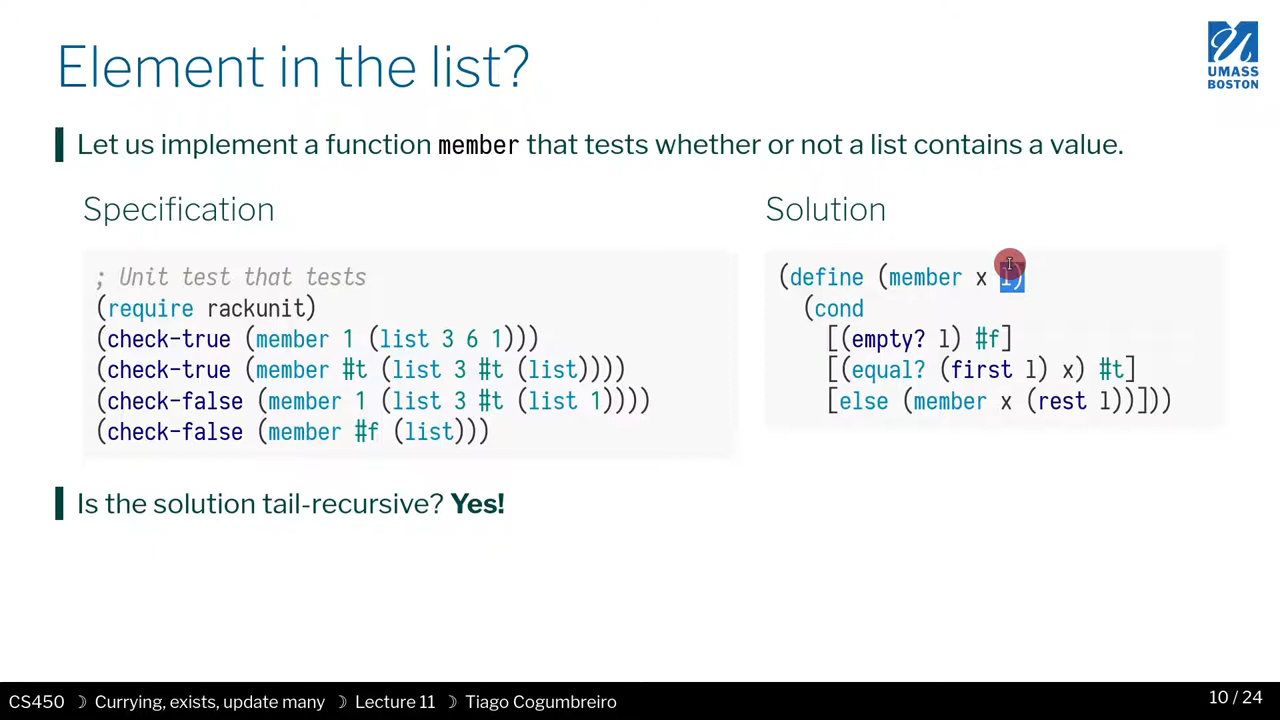 Element in the list?
UMASS
BOSTON
Let us implement a function member that tests whether or not a list contains a value.
Specification
; Unit test that tests
(require rackunit)
(check-true (member 1 (list 3 6 1)))
(check-true (member #t (list 3 #t (list))))
(check-false (member 1 (list 3 #t (list 1))))
(check-false (member #f (list)))
Solution
(define (member x l)
(cond
[(empty? l) #f]
[(equal? (first l) x) #t]
[else (member x (rest l))]))
Is the solution tail-recursive? Yes!
CS450 ☽ Currying, exists, update many ☽ Lecture 11 ☽ Tiago Cogumbreiro
10 / 24